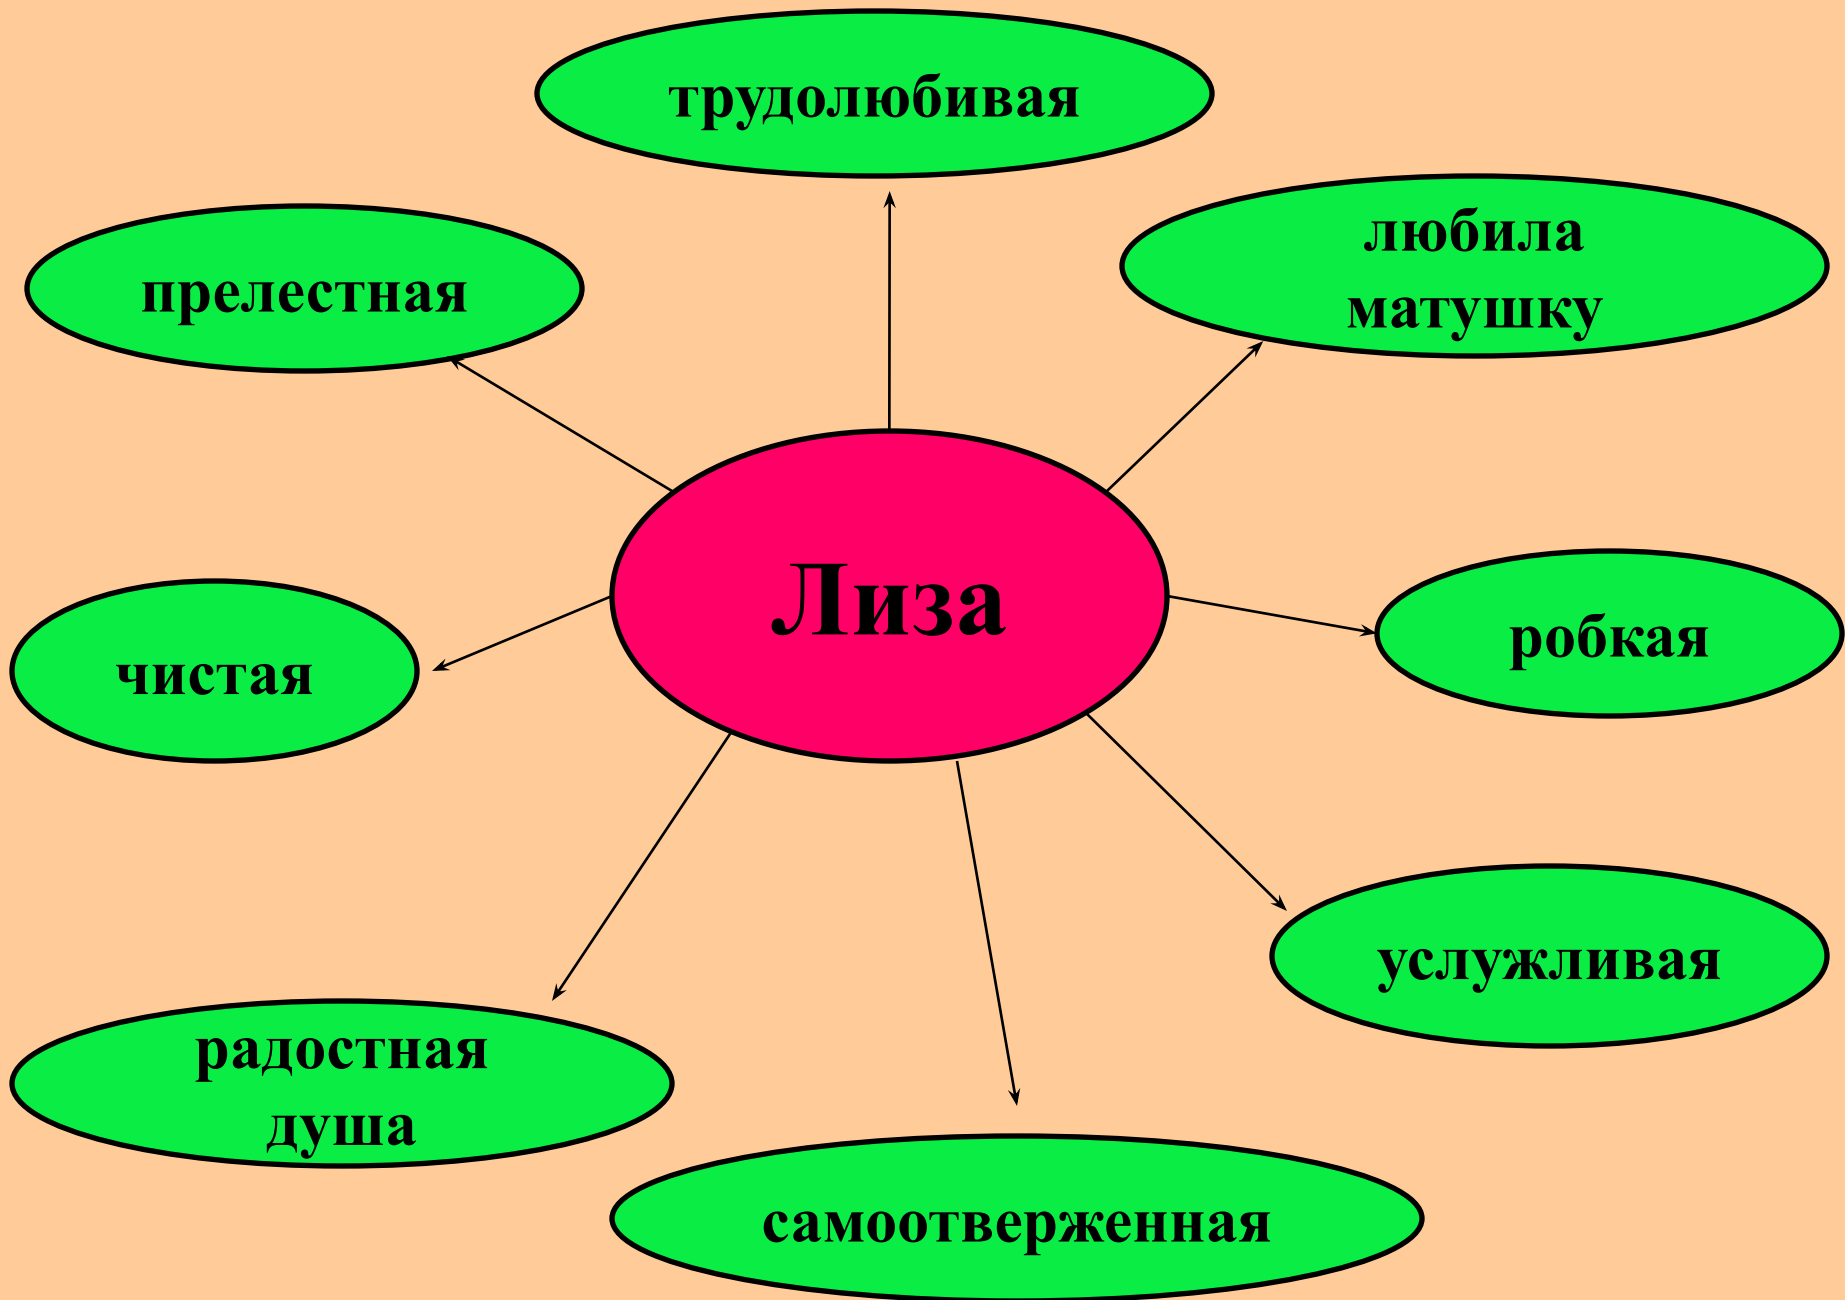 трудолюбивая
любила
матушку
прелестная
Лиза
робкая
чистая
услужливая
радостная
душа
самоотверженная